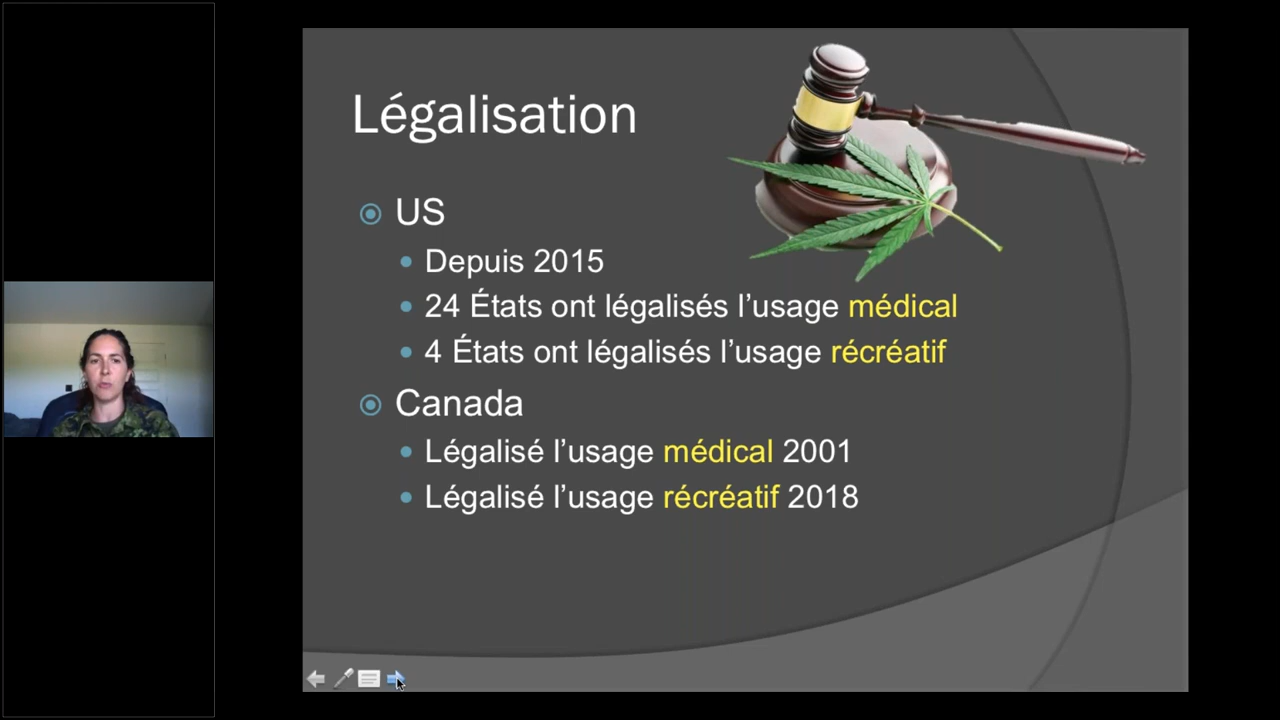 Légalisation
US
Depuis 2015
24 États ont légalisés l’usage médical
4 États ont légalisés l’usage récréatif
Canada
Légalisé l’usage médical 2001
Légalisé l’usage récréatif 2018